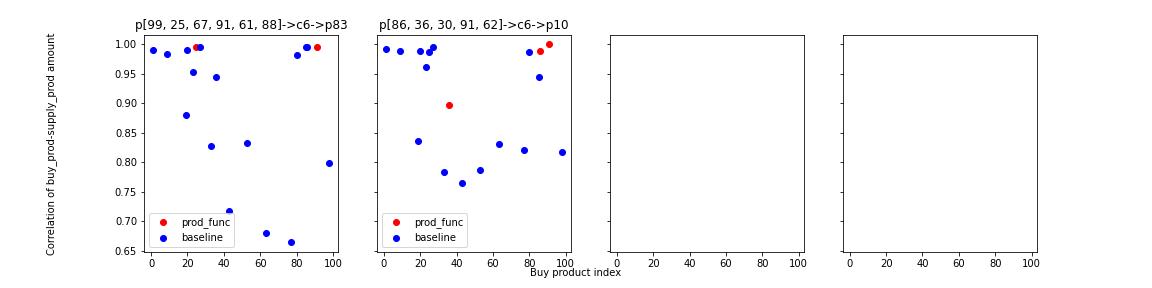 p[99, 25, 67, 91, 61, 88]->c6->p83
p[86, 36, 30, 91, 62]->c6->p10
Correlation of buy_prod-supply_prod amount
1.00
0.95
0.90
0.85
0.80
0.75
0.70
0.65
prod_func
baseline
prod_func
baseline
0 20 40 60 80 100
0 20 40 60 80 100
0 20 40 60 80 100
0 20 40 60 80 100
Buy product index